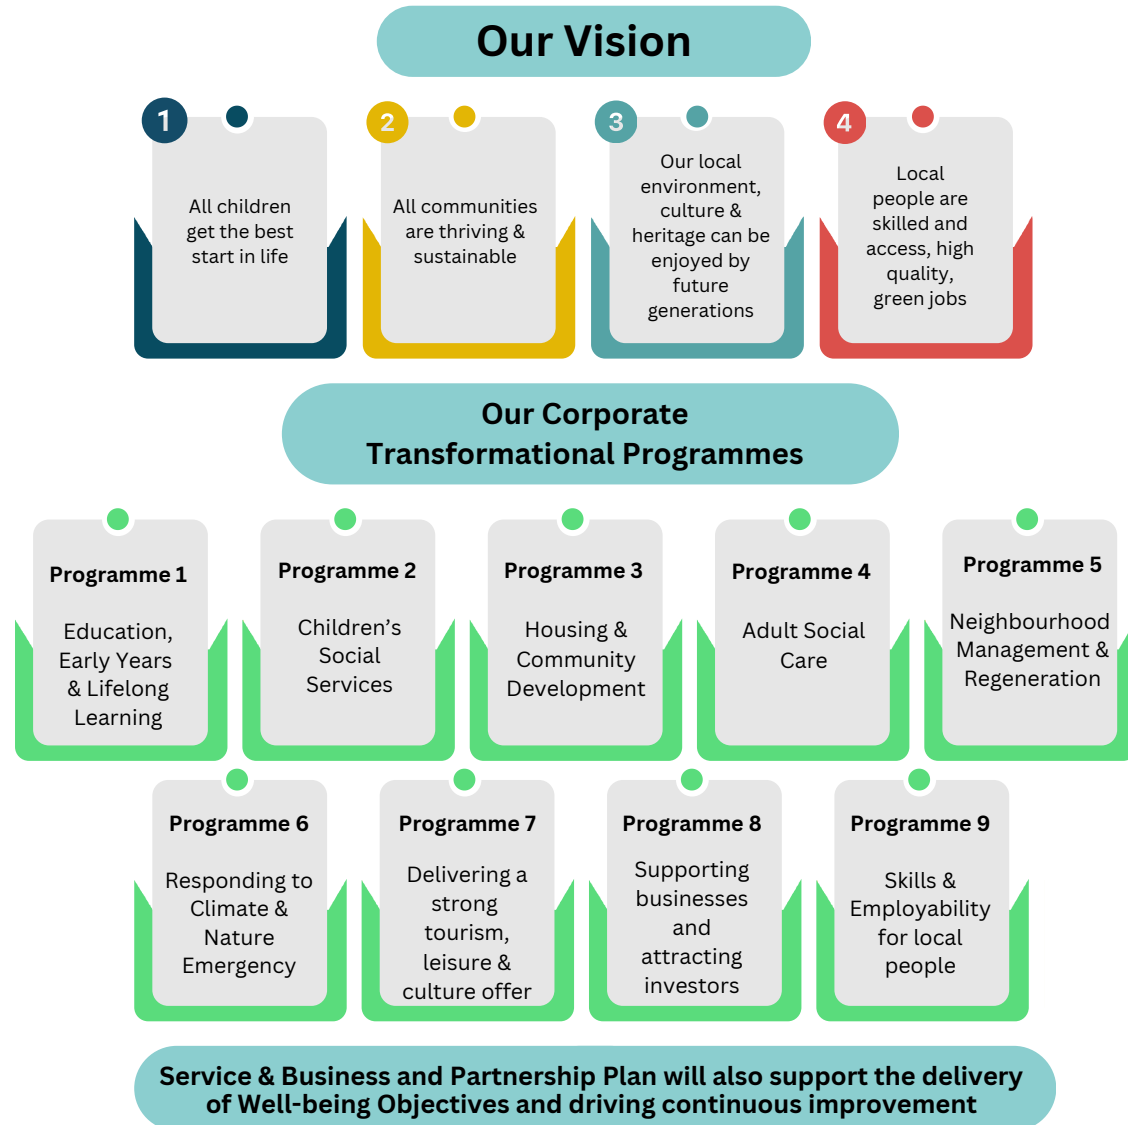 Our Vision
1
All children
get the best
start in life
2
All communities
are thriving &
sustainable
3
Our local
environment,
culture &
heritage can be
enjoyed by
future
generations
4
Local
people are
skilled and
access, high
quality,
green jobs
Our Corporate
Transformational Programmes
Programme 1
Education,
Early Years
& Lifelong
Learning
Programme 2
Children’s
Social
Services
Programme 3
Housing &
Community
Development
Programme 4
Adult Social
Care
Programme 5
Neighbourhood
Management &
Regeneration
Programme 6
Responding to
Climate &
Nature
Emergency
Programme 7
Delivering a
strong
tourism,
leisure &
culture offer
Programme 8
Supporting
businesses
and
attracting
investors
Programme 9
Skills &
Employability
for local
people
Service & Business and Partnership Plan will also support the delivery
of Well-being Objectives and driving continuous improvement